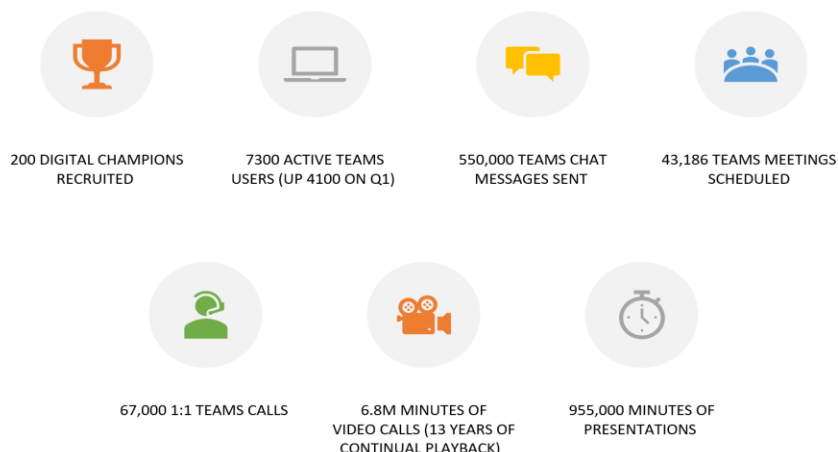 200 DIGITAL CHAMPIONS
RECRUITED
7300 ACTIVE TEAMS
USERS (UP 4100 ON Q1)
550,000 TEAMS CHAT
MESSAGES SENT
43,186 TEAMS MEETINGS
SCHEDULED
67,000 1:1 TEAMS CALLS
6.8M MINUTES OF
VIDEO CALLS (13 YEARS OF
CONTINUAL PLAYBACK)
955,000 MINUTES OF
PRESENTATIONS